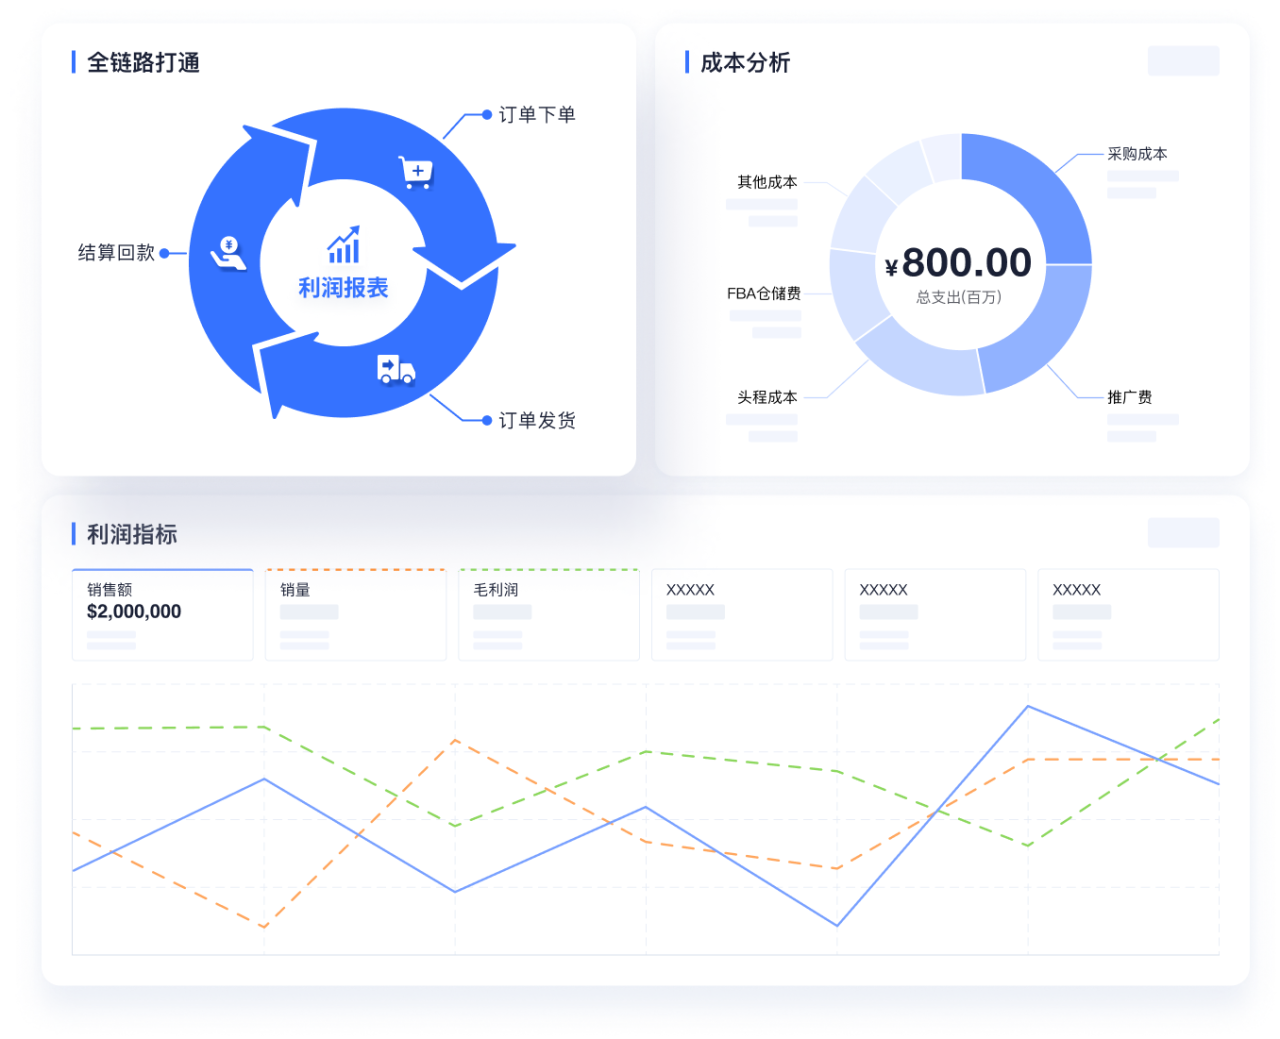 全链路打通
订单下单
结算回款
¥
利润报表
订单发货
成本分析
采购成本
其他成本
¥800.00
总支出(百万)
FBA仓储费
头程成本
推广费
利润指标
销售额
$2,000,000
销量
毛利润
XXXXX
XXXXX
XXXXX